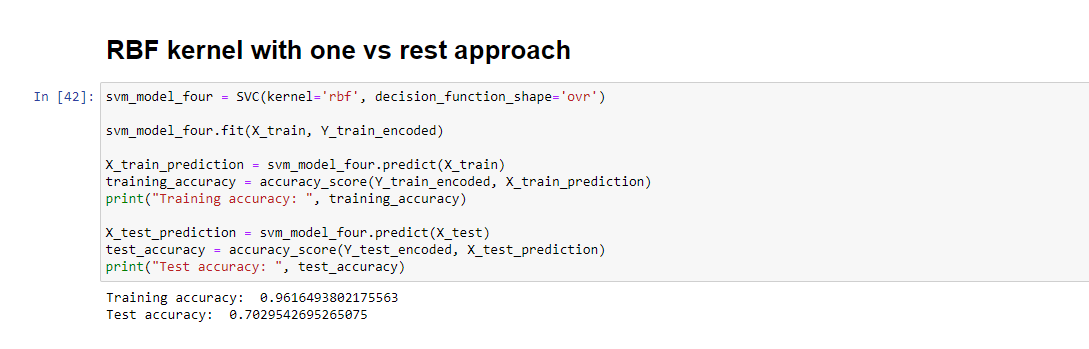 RBF kernel with one vs rest approach
In [42]: svm_model_four = SVC(kernel='rbf', decision_function_shape='ovr')
svm_model_four.fit(X_train, Y_train_encoded)
X_train_prediction = svm_model_four.predict(X_train)
training_accuracy = accuracy_score(Y_train_encoded, X_train_prediction)
print("Training accuracy: ", training_accuracy)
X_test_prediction = svm_model_four.predict(X_test)
test_accuracy = accuracy_score(Y_test_encoded, X_test_prediction)
print("Test accuracy: ", test_accuracy)
Training accuracy:  0.9616493802175563
Test accuracy:  0.7029542695265075